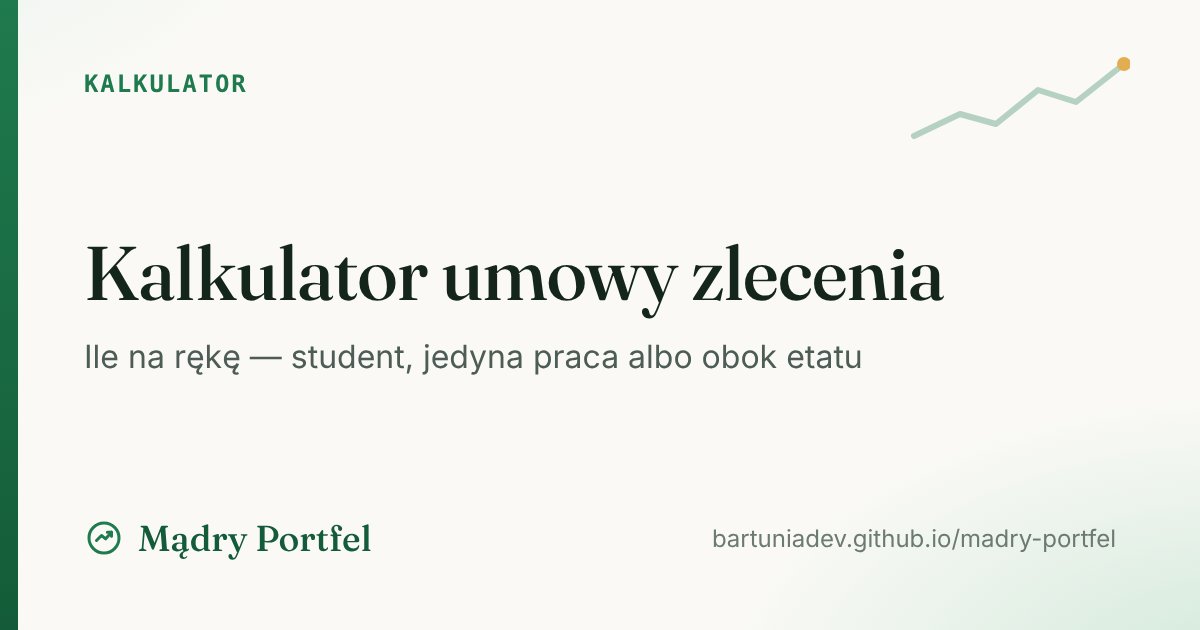 KALKULATOR
Kalkulator umowy zlecenia
Ile na rękę — student, jedyna praca albo obok etatu
Mądry Portfel
bartuniadev.github.io/madry-portfel